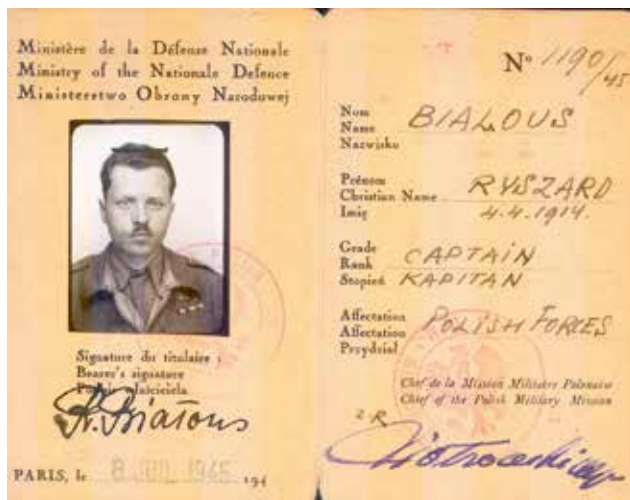 Ministère de la Défense Nationale
Ministry of the Nationale Defence
Ministerstwo Obrony Narodowej
Signature du titulaire :
Bearer's signature
właściciela
R. Białous
PARIS, le 8 1945 194
No 1190/45
Nom
Name BIALOUS
Nazwisko
Prénom
Christian Name RYSZARD
Imię 4.4.1914.
Grade
Rank CAPTAIN
Stopień KAPITAN
Affectation
Affectation POLISH FORCES
Przydział
Chef de la Mission Militaire Polonaise
Chief of the Polish Military Mission